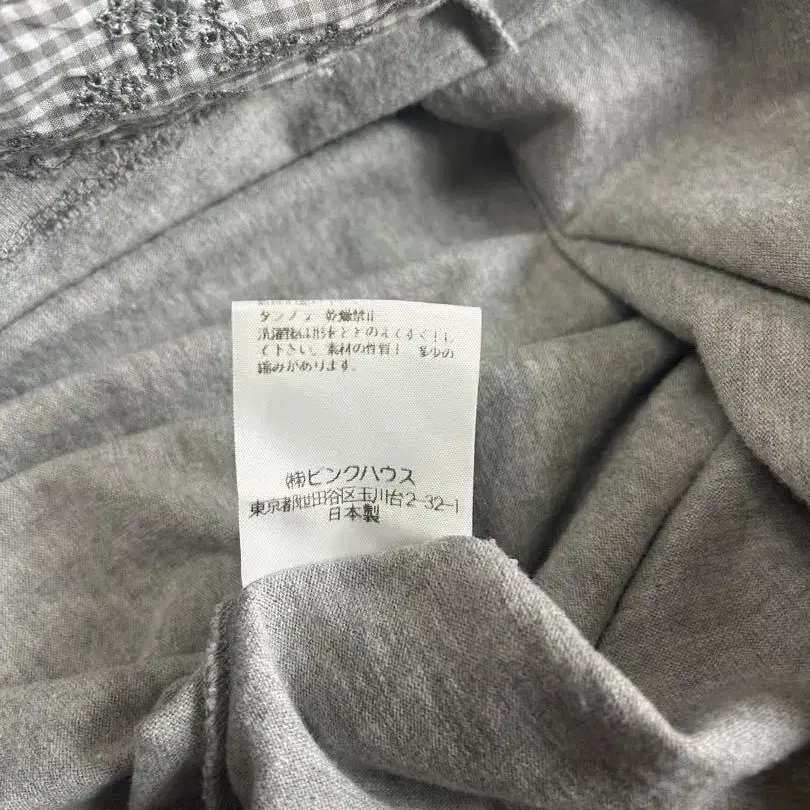 タンブラー乾燥禁止
洗濯後は形をととのえてすぐ干し
て下さい。素材の性質上、多少の
縮みがあります。
(株)ピンクハウス
東京都世田谷区玉川台2-32-1
日本製